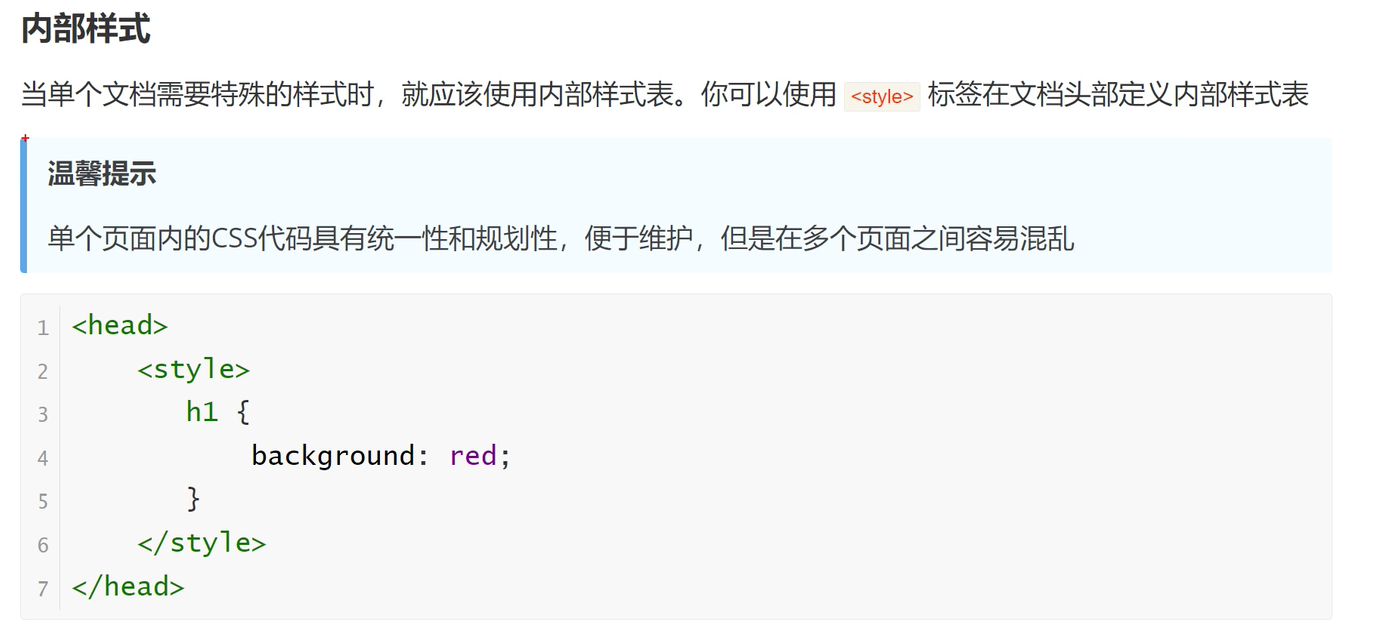 内部样式
当单个文档需要特殊的样式时，就应该使用内部样式表。你可以使用 <style> 标签在文档头部定义内部样式表
温馨提示
单个页面内的CSS代码具有统一性和规划性，便于维护，但是在多个页面之间容易混乱
1 <head>
2     <style>
3        h1 {
4            background: red;
5        }
6     </style>
7 </head>